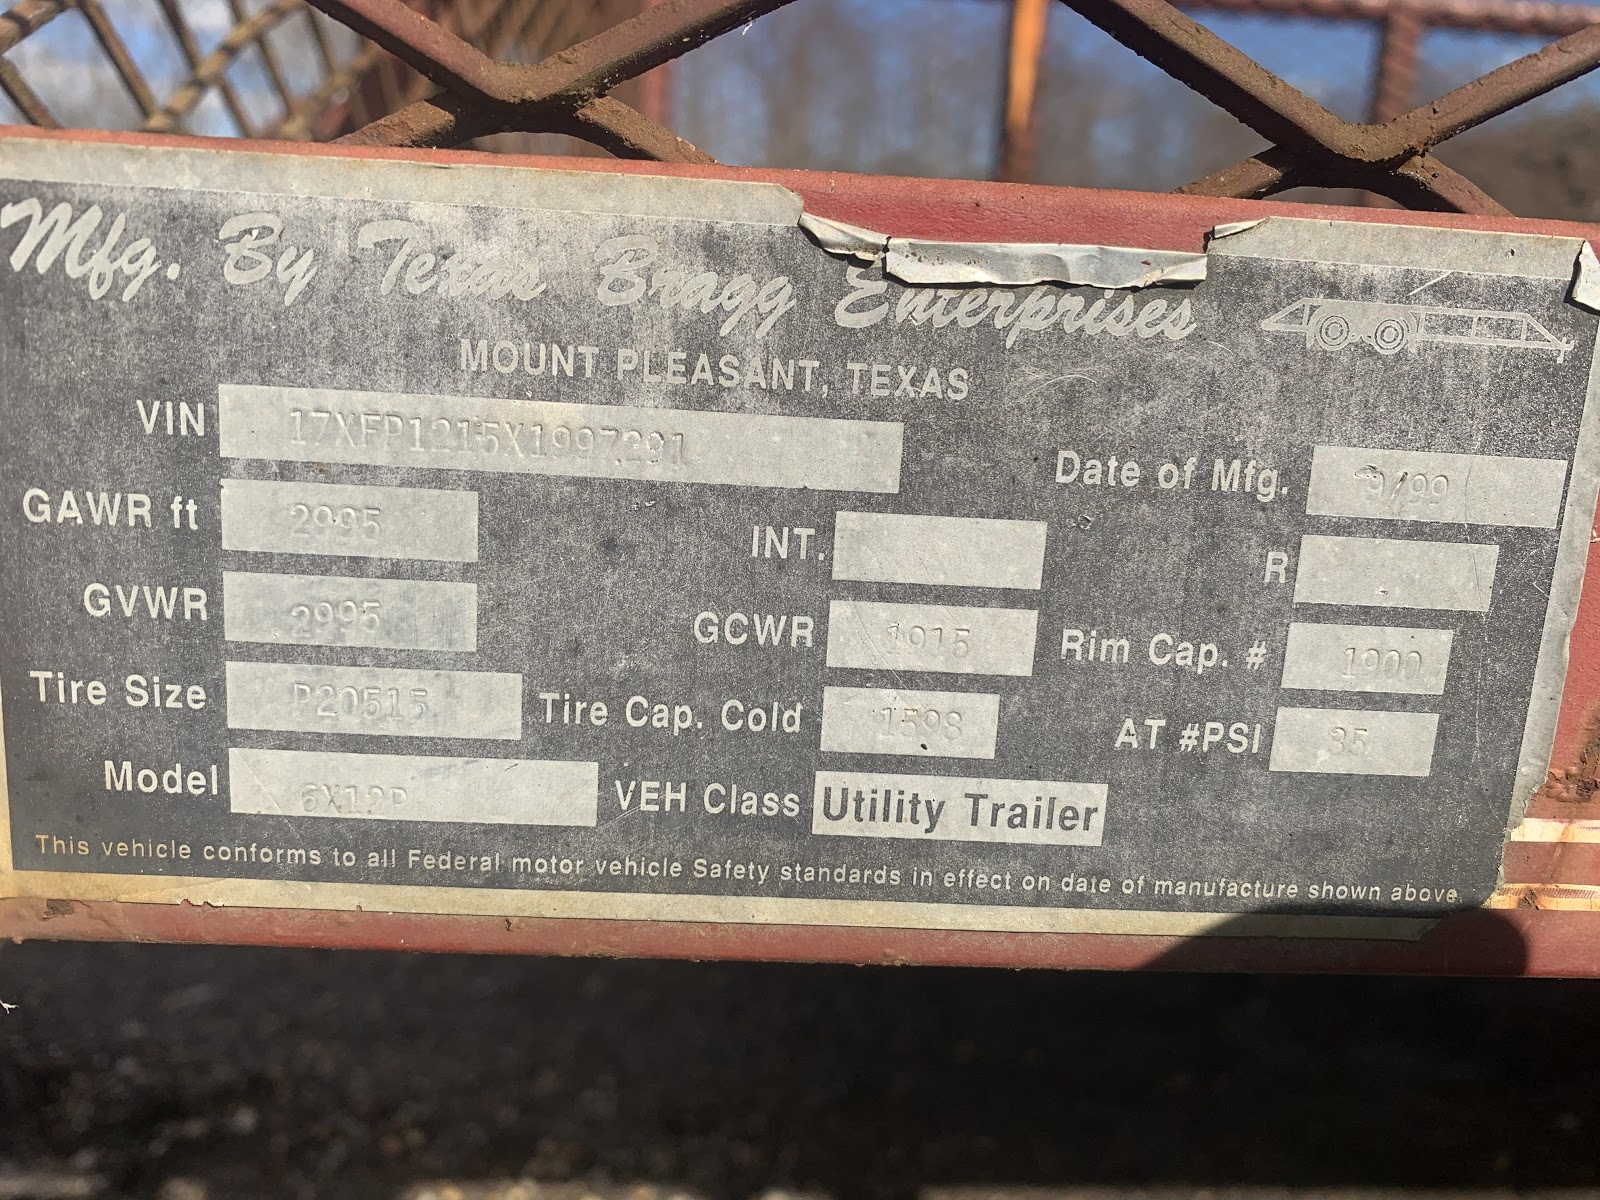 Mfg. By Texas Bragg Enterprises
MOUNT PLEASANT, TEXAS
VIN 17XFP1215X1997291
Date of Mfg. 9/99
GAWR ft 2995 INT. R
GVWR 2995 GCWR 1915 Rim Cap. # 1900
Tire Size P20515 Tire Cap. Cold 1598 AT #PSI 35
Model 6X12P VEH Class Utility Trailer
This vehicle conforms to all Federal motor vehicle Safety standards in effect on date of manufacture shown above.